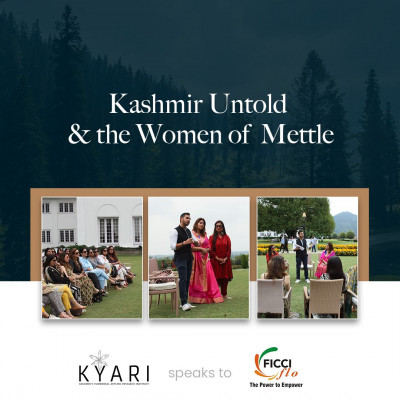 Kashmir Untold
& the Women of Mettle
KYARI
speaks to
FICCI
flo
The Power to Empower